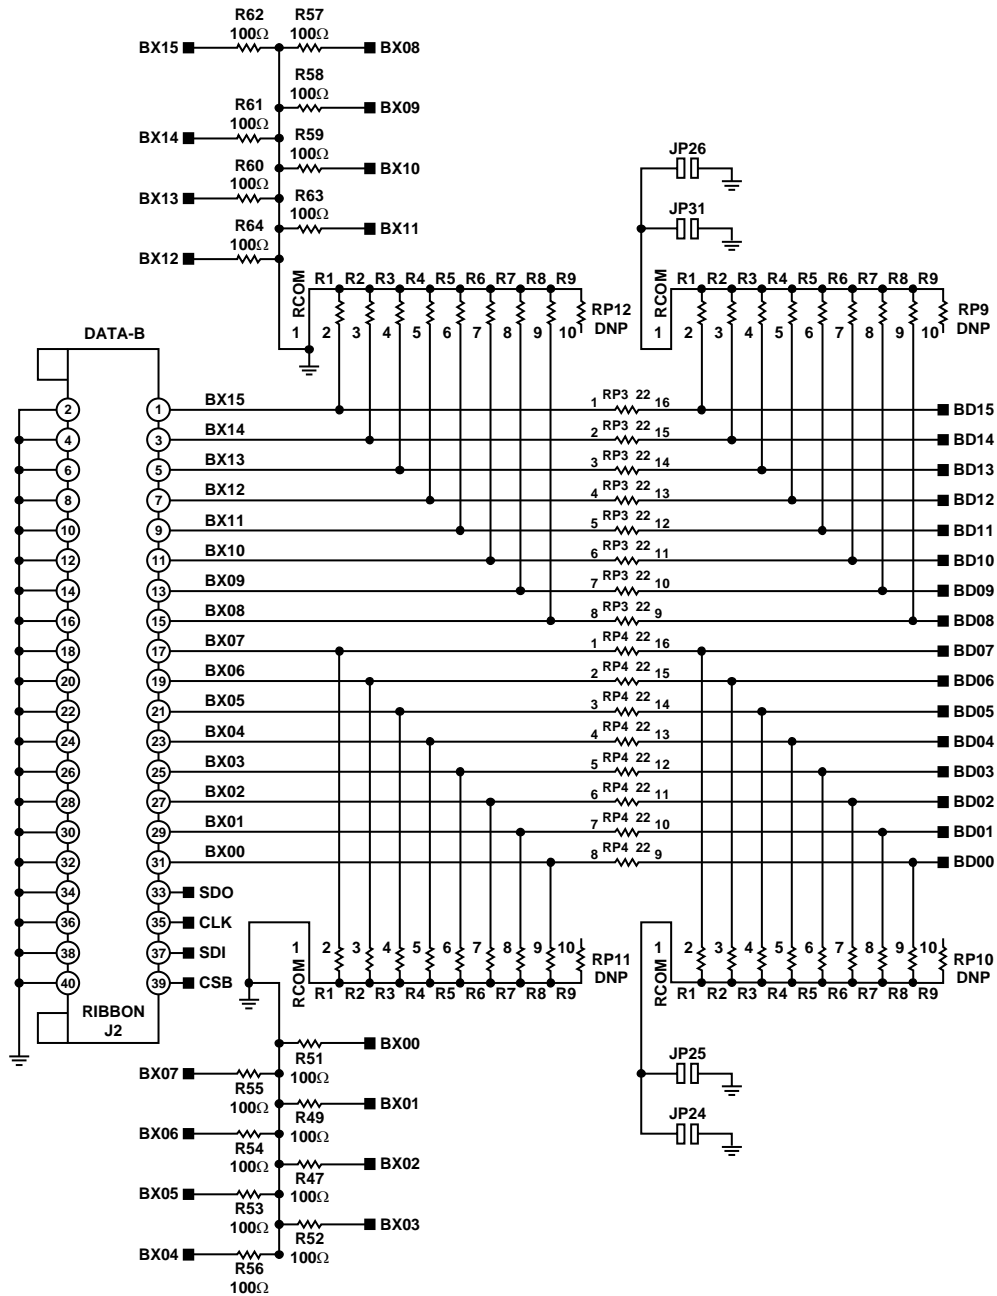 R62 R57
100Ω 100Ω
BX15 BX08
R58
100Ω
BX09
R61
100Ω
BX14
R59
100Ω
BX10
R60
100Ω
BX13
R63
100Ω
BX11
R64
100Ω
BX12
JP26
JP31
RCOM R1 R2 R3 R4 R5 R6 R7 R8 R9
1 2 3 4 5 6 7 8 9 10
RP12
DNP
RCOM R1 R2 R3 R4 R5 R6 R7 R8 R9
1 2 3 4 5 6 7 8 9 10
RP9
DNP
DATA-B
2 1 BX15 1 RP3 22 16 BD15
4 3 BX14 2 RP3 22 15 BD14
6 5 BX13 3 RP3 22 14 BD13
8 7 BX12 4 RP3 22 13 BD12
10 9 BX11 5 RP3 22 12 BD11
12 11 BX10 6 RP3 22 11 BD10
14 13 BX09 7 RP3 22 10 BD09
16 15 BX08 8 RP3 22 9 BD08
18 17 BX07 1 RP4 22 16 BD07
20 19 BX06 2 RP4 22 15 BD06
22 21 BX05 3 RP4 22 14 BD05
24 23 BX04 4 RP4 22 13 BD04
26 25 BX03 5 RP4 22 12 BD03
28 27 BX02 6 RP4 22 11 BD02
30 29 BX01 7 RP4 22 10 BD01
32 31 BX00 8 RP4 22 9 BD00
34 33 SDO
36 35 CLK
38 37 SDI
40 39 CSB
RIBBON
J2
1 2 3 4 5 6 7 8 9 10
RCOM R1 R2 R3 R4 R5 R6 R7 R8 R9
RP11
DNP
1 2 3 4 5 6 7 8 9 10
RCOM R1 R2 R3 R4 R5 R6 R7 R8 R9
RP10
DNP
BX00
R51
100Ω
BX07
R55
100Ω
BX01
R49
100Ω
BX06
R54
100Ω
BX02
R47
100Ω
BX05
R53
100Ω
BX03
R52
100Ω
BX04
R56
100Ω
JP25
JP24